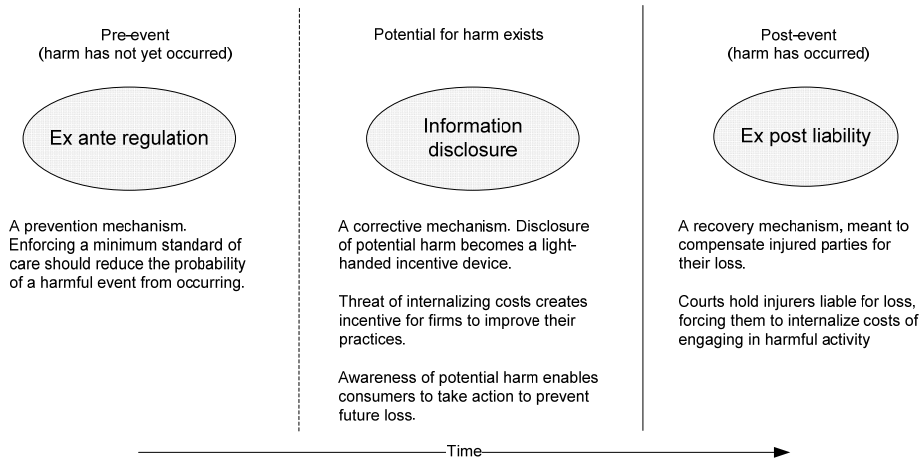 Pre-event
(harm has not yet occurred)
Ex ante regulation
A prevention mechanism.
Enforcing a minimum standard of
care should reduce the probability
of a harmful event from occurring.
Potential for harm exists
Information
disclosure
A corrective mechanism. Disclosure
of potential harm becomes a light-
handed incentive device.
Threat of internalizing costs creates
incentive for firms to improve their
practices.
Awareness of potential harm enables
consumers to take action to prevent
future loss.
Post-event
(harm has occurred)
Ex post liability
A recovery mechanism, meant to
compensate injured parties for
their loss.
Courts hold injurers liable for loss,
forcing them to internalize costs of
engaging in harmful activity
Time